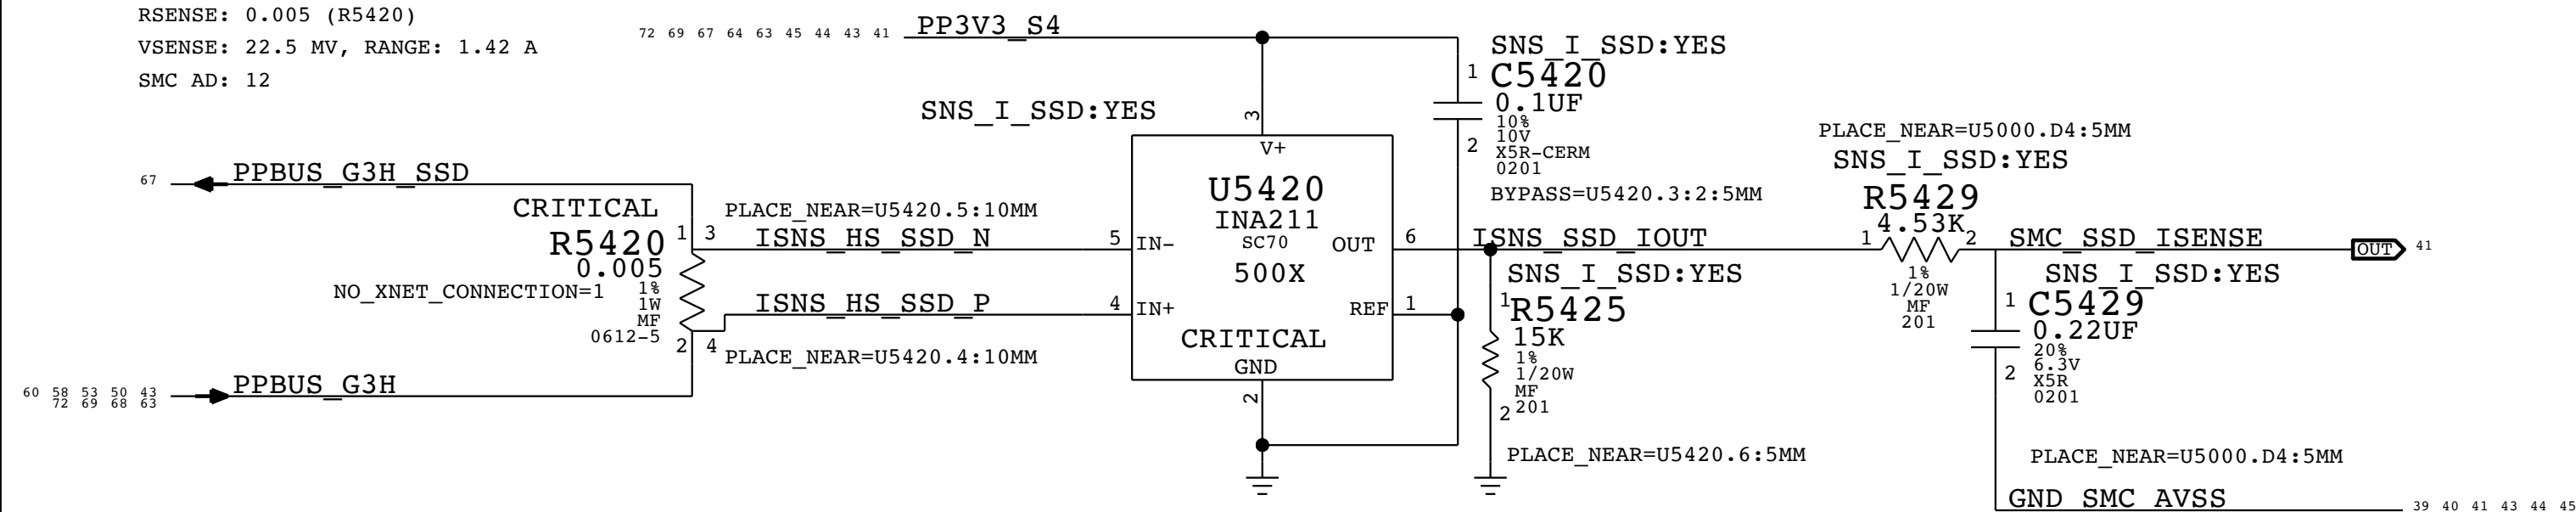 RSENSE: 0.005 (R5420)
VSENSE: 22.5 MV, RANGE: 1.42 A
SMC AD: 12
72 69 67 64 63 45 44 43 41
PP3V3_S4
SNS_I_SSD:YES
3
1
SNS_I_SSD:YES
C5420
0.1UF
10%
10V
X5R-CERM
0201
2
BYPASS=U5420.3:2:5MM
67
PPBUS_G3H_SSD
CRITICAL
R5420
0.005
1%
1W
MF
0612-5
NO_XNET_CONNECTION=1
1 3
2 4
PLACE_NEAR=U5420.5:10MM
ISNS_HS_SSD_N
5
ISNS_HS_SSD_P
4
PLACE_NEAR=U5420.4:10MM
60 58 53 50 43
72 69 68 63
PPBUS_G3H
V+
U5420
INA211
SC70
500X
IN-
IN+
OUT
REF
CRITICAL
GND
2
6
1
ISNS_SSD_IOUT
SNS_I_SSD:YES
1
R5425
15K
1%
1/20W
MF
201
2
PLACE_NEAR=U5420.6:5MM
PLACE_NEAR=U5000.D4:5MM
SNS_I_SSD:YES
R5429
4.53K
1
2
1%
1/20W
MF
201
SMC_SSD_ISENSE
OUT
41
SNS_I_SSD:YES
1
C5429
0.22UF
20%
6.3V
X5R
0201
2
PLACE_NEAR=U5000.D4:5MM
GND_SMC_AVSS
39 40 41 43 44 45